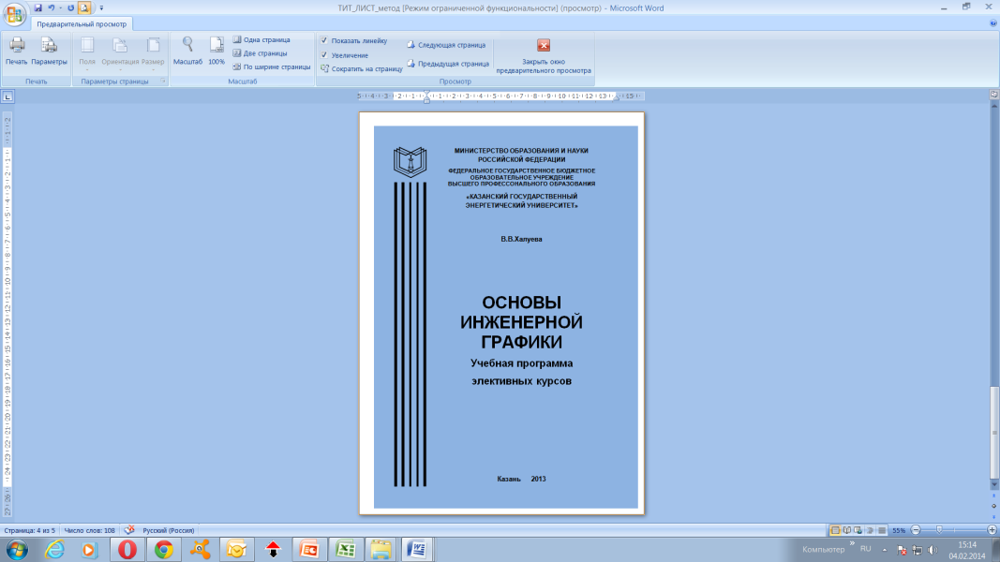 ТИТ_ЛИСТ_метод [Режим ограниченной функциональности] (просмотр) - Microsoft Word
Предварительный просмотр
Печать Параметры Поля Ориентация Размер Масштаб 100%
Одна страница
Две страницы
По ширине страницы
Показать линейку
Увеличение
Сократить на страницу
Следующая страница
Предыдущая страница
Закрыть окно
предварительного просмотра
Печать Параметры страницы Масштаб Просмотр
МИНИСТЕРСТВО ОБРАЗОВАНИЯ И НАУКИ
РОССИЙСКОЙ ФЕДЕРАЦИИ
ФЕДЕРАЛЬНОЕ ГОСУДАРСТВЕННОЕ БЮДЖЕТНОЕ
ОБРАЗОВАТЕЛЬНОЕ УЧРЕЖДЕНИЕ
ВЫСШЕГО ПРОФЕССИОНАЛЬНОГО ОБРАЗОВАНИЯ
«КАЗАНСКИЙ ГОСУДАРСТВЕННЫЙ
ЭНЕРГЕТИЧЕСКИЙ УНИВЕРСИТЕТ»
В.В.Халуева
ОСНОВЫ
ИНЖЕНЕРНОЙ
ГРАФИКИ
Учебная программа
элективных курсов
Казань 2013
Страница: 4 из 5 Число слов: 108 Русский (Россия) 55%
Компьютер » RU 15:14
04.02.2014